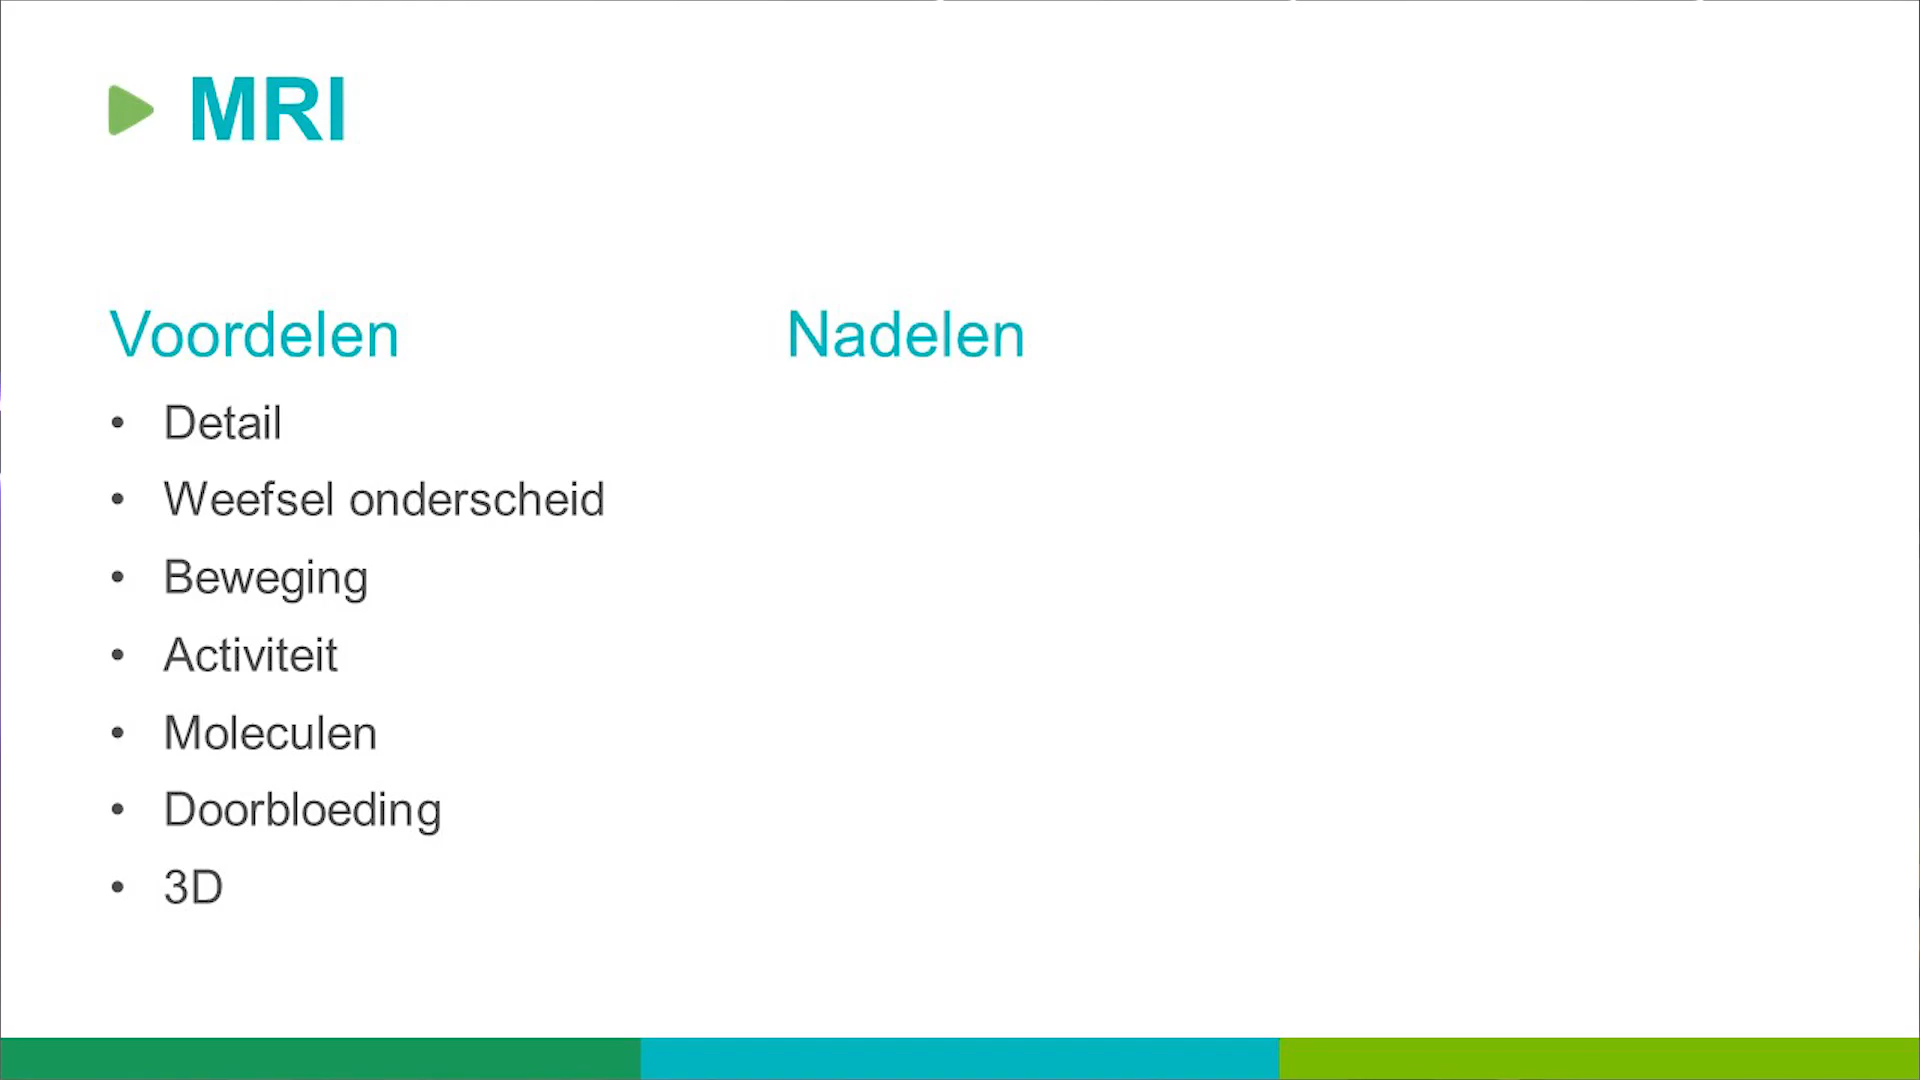 MRI
Voordelen
• Detail
• Weefsel onderscheid
• Beweging
• Activiteit
• Moleculen
• Doorbloeding
• 3D
Nadelen